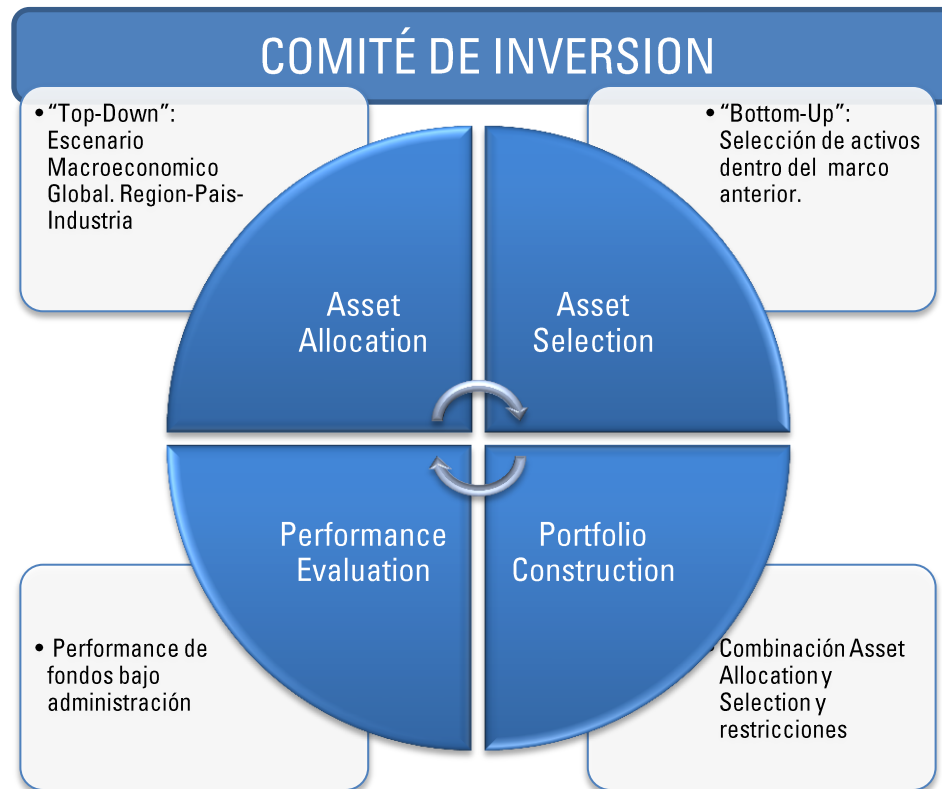 COMITÉ DE INVERSION
• “Top-Down”:
Escenario
Macroeconomico
Global. Region-Pais-
Industria
• “Bottom-Up”:
Selección de activos
dentro del marco
anterior.
Asset
Allocation
Asset
Selection
Performance
Evaluation
Portfolio
Construction
• Performance de
fondos bajo
administración
• Combinación Asset
Allocation y
Selection y
restricciones